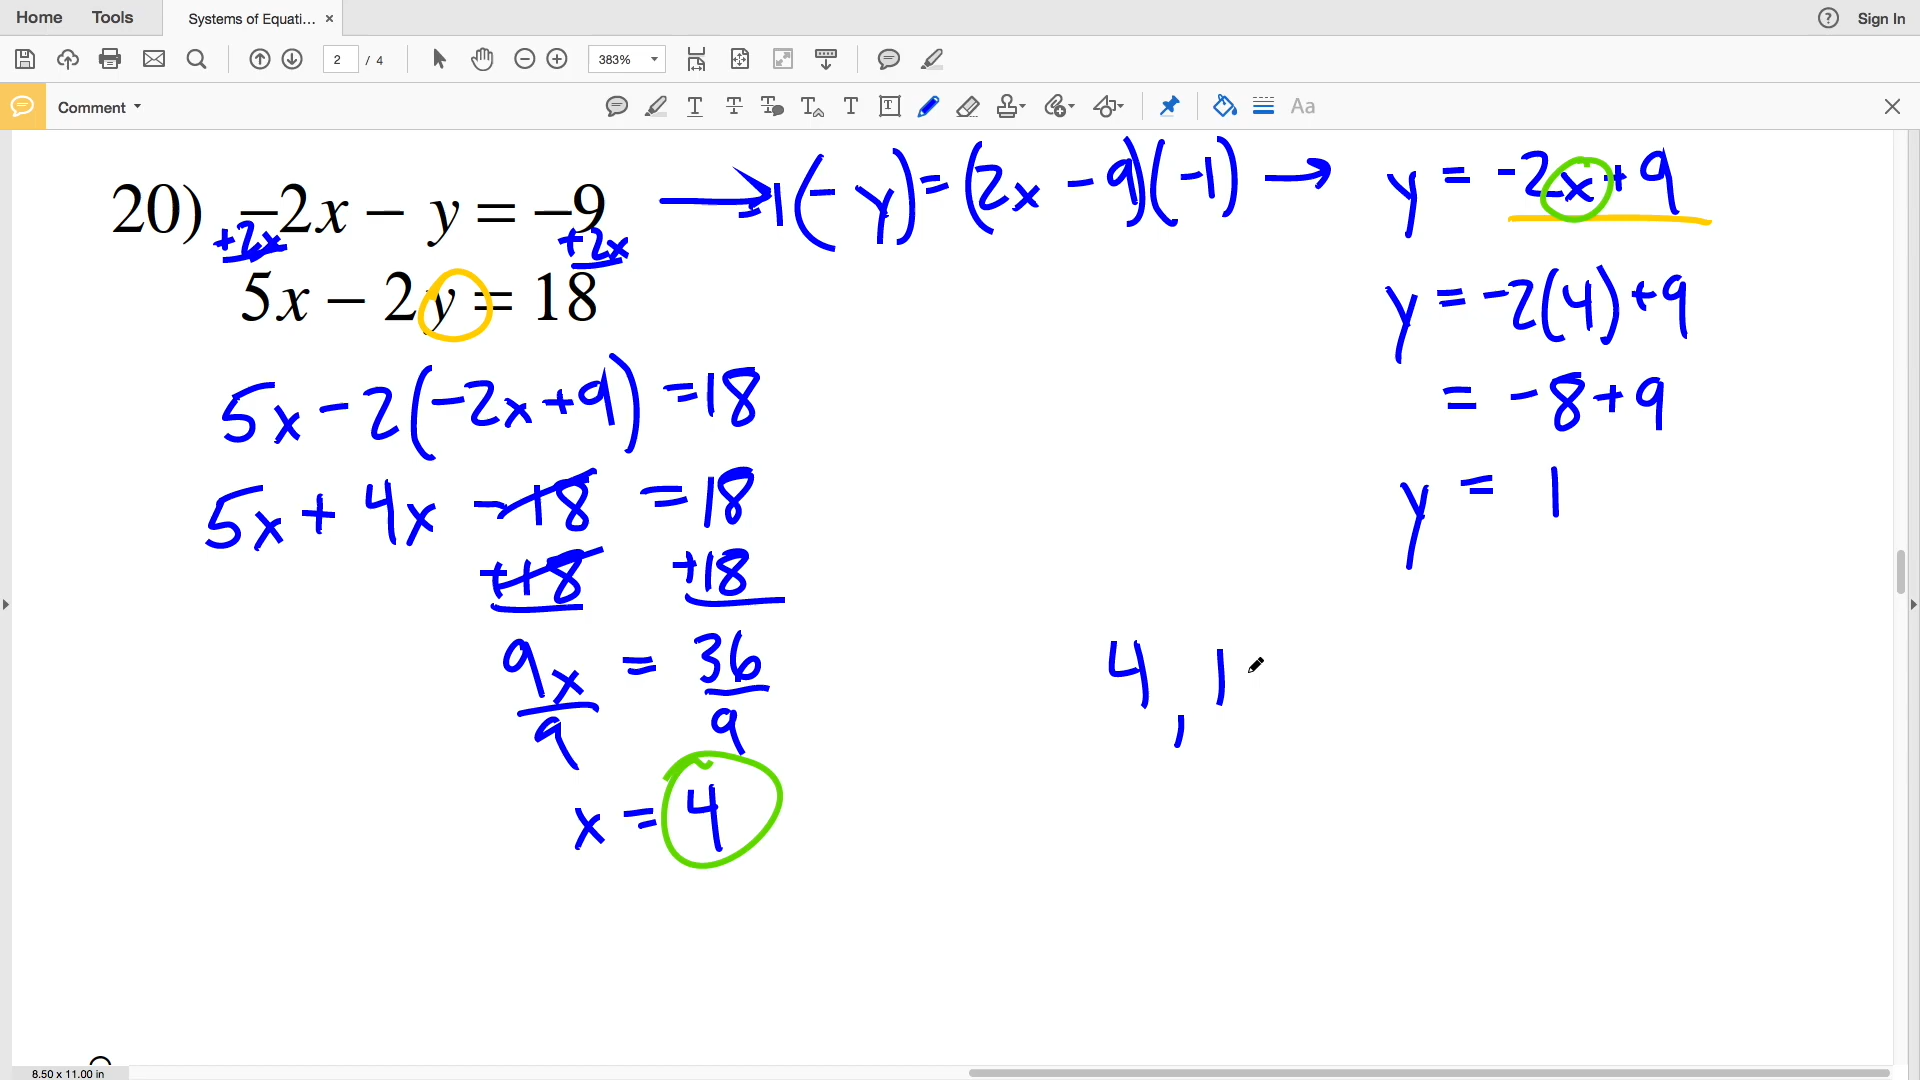 Home Tools Systems of Equati... × Sign In
2 / 4 383%
Comment Aa
20) −2x − y = −9 → -1(- y) = (2x - 9)(-1) → y = -2x+9
+2x +2x
5x − 2y = 18
y = -2(4)+9
5x - 2(-2x+9) = 18
= -8+9
5x + 4x - 18 = 18
y = 1
+18 +18
9x = 36
9 9
4, 1
x = 4
8.50 x 11.00 in